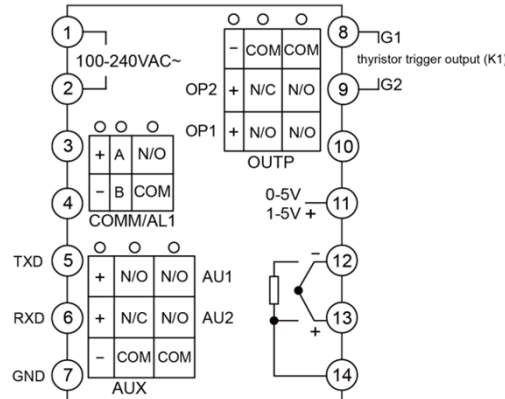 1 8 G1
100-240VAC~ − COM COM thyristor trigger output (K1)
2 OP2 + N/C N/O 9 G2
OP1 + N/O N/O
3 + A N/O OUTP 10
4 − B COM 0-5V 11
COMM/AL1 1-5V +
TXD 5 + N/O N/O AU1 − 12
RXD 6 + N/C N/O AU2 + 13
GND 7 − COM COM 14
AUX